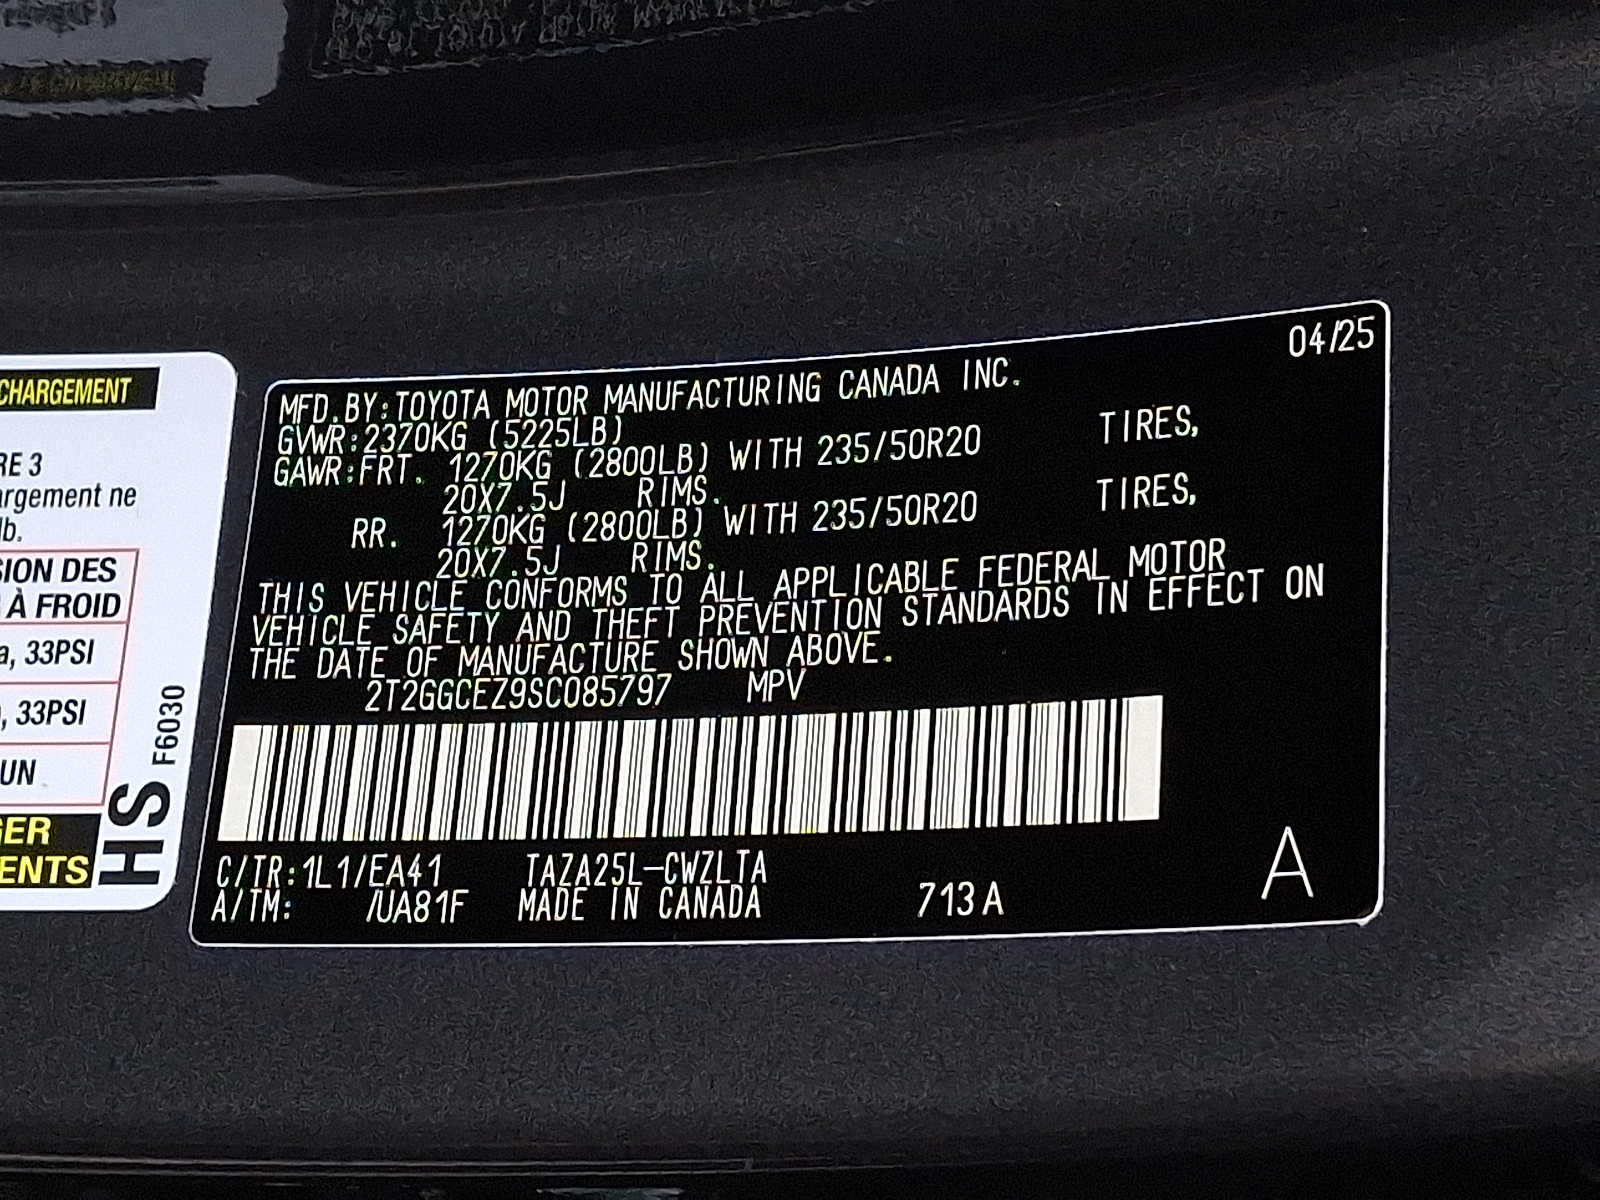 CHARGEMENT
RE 3
argement ne
lb.
SION DES
À FROID
a, 33PSI
, 33PSI
UN
GER
ENTS
HS F6030
04/25
MFD.BY:TOYOTA MOTOR MANUFACTURING CANADA INC.
GVWR:2370KG (5225LB)
GAWR:FRT. 1270KG (2800LB) WITH 235/50R20 TIRES,
20X7.5J RIMS.
RR. 1270KG (2800LB) WITH 235/50R20 TIRES,
20X7.5J RIMS.
THIS VEHICLE CONFORMS TO ALL APPLICABLE FEDERAL MOTOR
VEHICLE SAFETY AND THEFT PREVENTION STANDARDS IN EFFECT ON
THE DATE OF MANUFACTURE SHOWN ABOVE.
2T2GGCEZ9SC085797 MPV
C/TR:1L1/EA41 TAZA25L-CWZLTA
A/TM: /UA81F MADE IN CANADA 713A
A